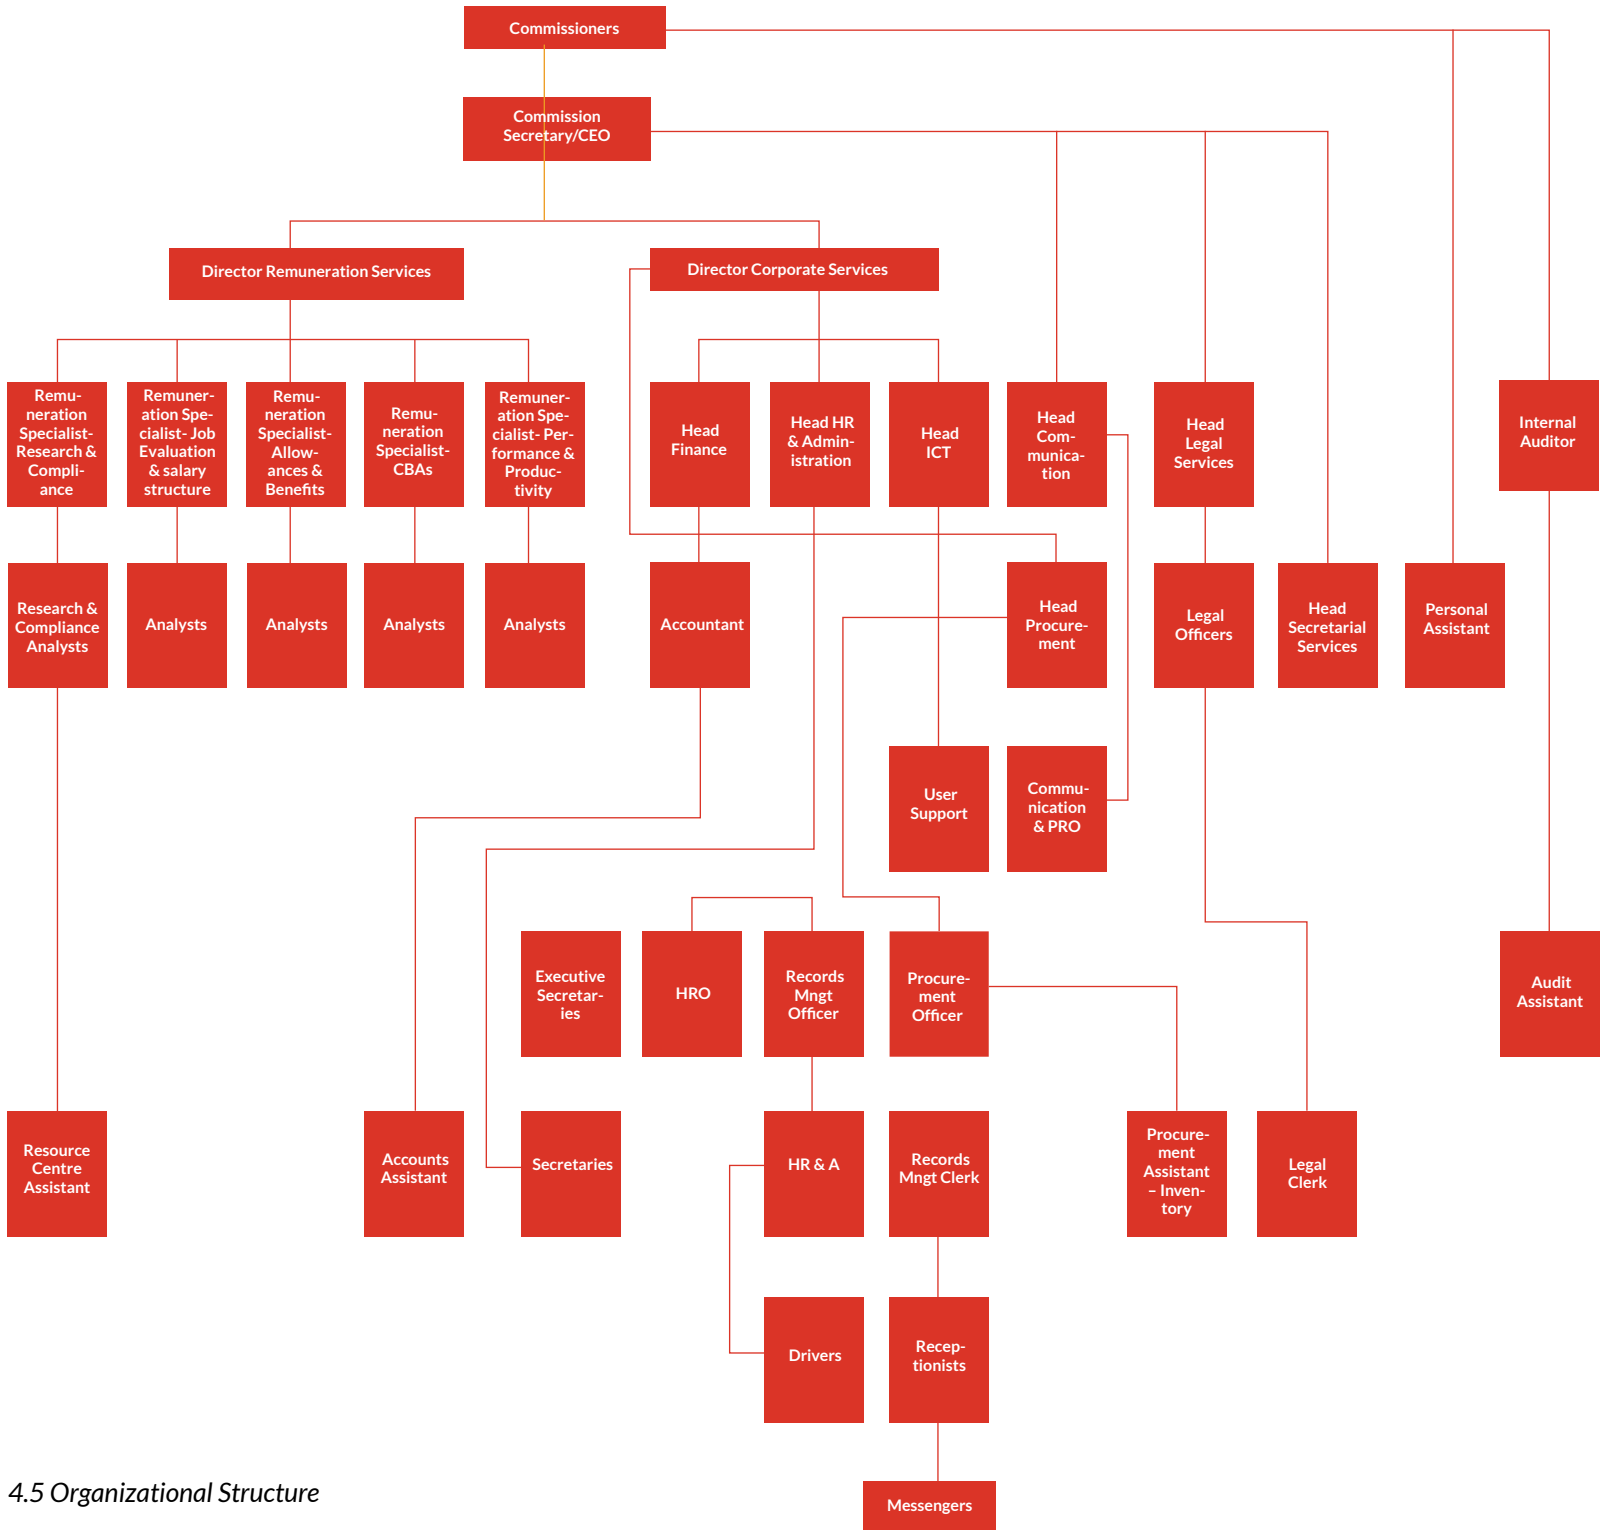 Commissioners
Commission
Secretary/CEO
Director Remuneration Services
Director Corporate Services
Remu-
neration
Specialist-
Research &
Compli-
ance
Remuner-
ation Spe-
cialist- Job
Evaluation
& salary
structure
Remu-
neration
Specialist-
Allow-
ances &
Benefits
Remu-
neration
Specialist-
CBAs
Remuner-
ation Spe-
cialist- Per-
formance &
Produc-
tivity
Head
Finance
Head HR
& Admin-
istration
Head
ICT
Head
Com-
munica-
tion
Head
Legal
Services
Internal
Auditor
Research &
Compliance
Analysts
Analysts
Analysts
Analysts
Analysts
Accountant
Head
Procure-
ment
Legal
Officers
Head
Secretarial
Services
Personal
Assistant
User
Support
Commu-
nication
& PRO
Executive
Secretar-
ies
HRO
Records
Mngt
Officer
Procure-
ment
Officer
Audit
Assistant
Resource
Centre
Assistant
Accounts
Assistant
Secretaries
HR & A
Records
Mngt Clerk
Procure-
ment
Assistant
– Inven-
tory
Legal
Clerk
Drivers
Recep-
tionists
Messengers
4.5 Organizational Structure